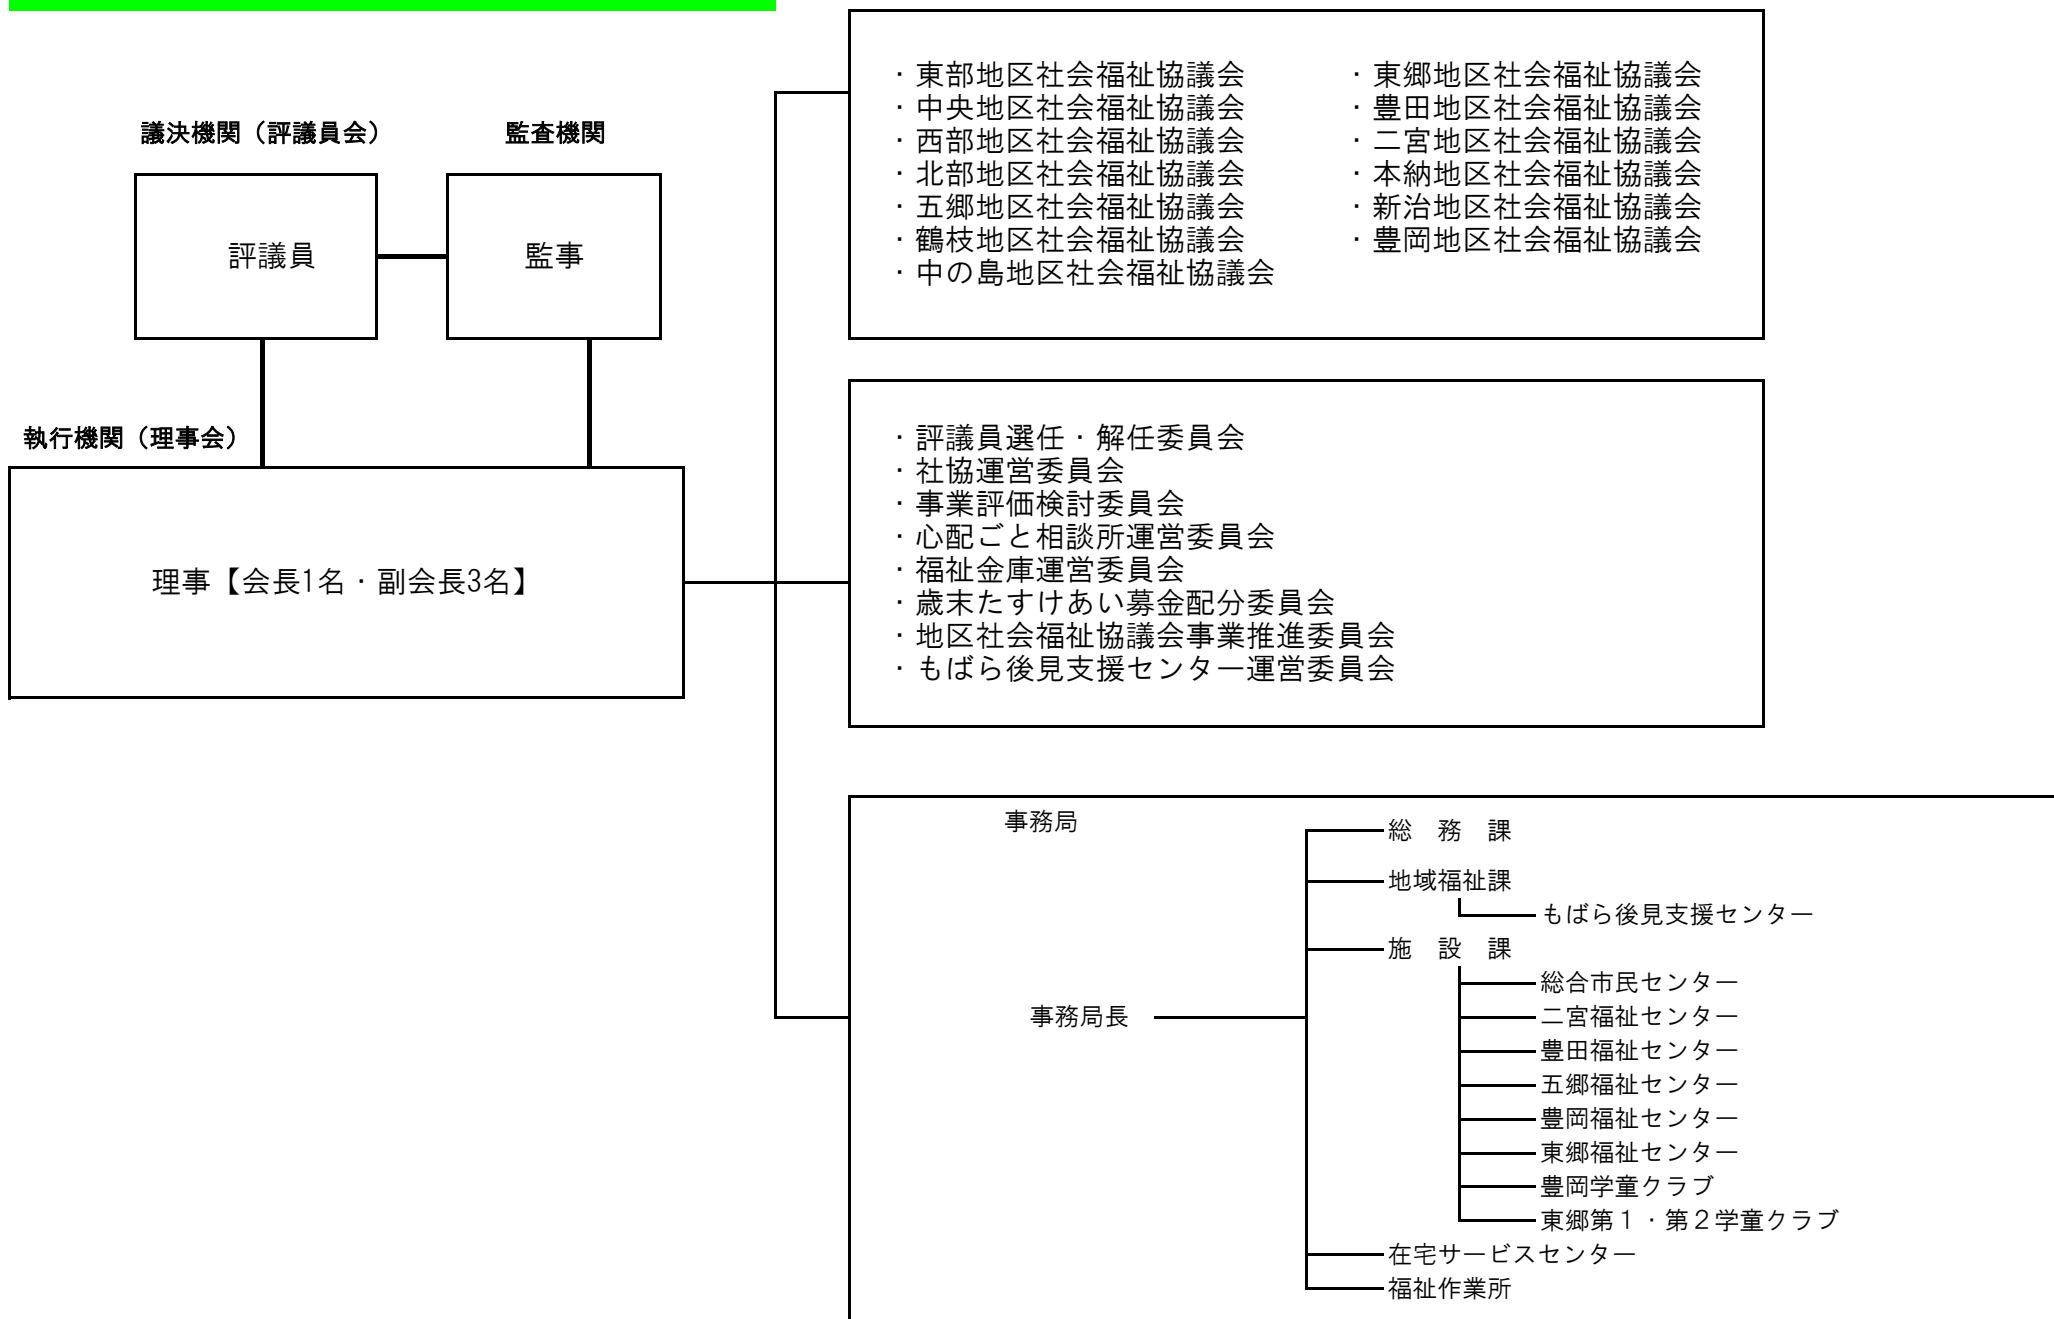 議決機関（評議員会）
監査機関
評議員
監事
執行機関（理事会）
理事【会長1名・副会長3名】
・東部地区社会福祉協議会
・中央地区社会福祉協議会
・西部地区社会福祉協議会
・北部地区社会福祉協議会
・五郷地区社会福祉協議会
・鶴枝地区社会福祉協議会
・中の島地区社会福祉協議会
・東郷地区社会福祉協議会
・豊田地区社会福祉協議会
・二宮地区社会福祉協議会
・本納地区社会福祉協議会
・新治地区社会福祉協議会
・豊岡地区社会福祉協議会
・評議員選任・解任委員会
・社協運営委員会
・事業評価検討委員会
・心配ごと相談所運営委員会
・福祉金庫運営委員会
・歳末たすけあい募金配分委員会
・地区社会福祉協議会事業推進委員会
・もばら後見支援センター運営委員会
事務局
事務局長
総　務　課
地域福祉課
もばら後見支援センター
施　設　課
総合市民センター
二宮福祉センター
豊田福祉センター
五郷福祉センター
豊岡福祉センター
東郷福祉センター
豊岡学童クラブ
東郷第１・第２学童クラブ
在宅サービスセンター
福祉作業所